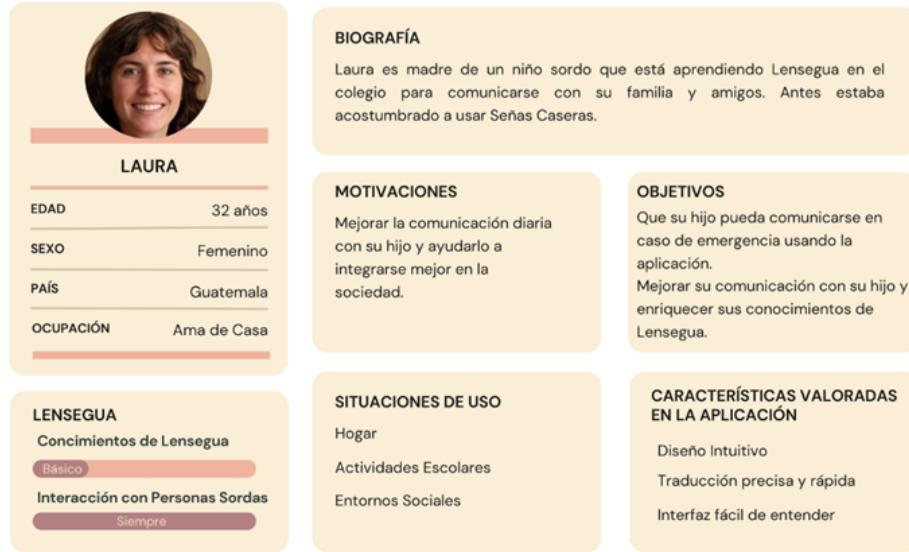 LAURA
EDAD 32 años
SEXO Femenino
PAÍS Guatemala
OCUPACIÓN Ama de Casa
LENSEGUA
Concimientos de Lensegua
Básico
Interacción con Personas Sordas
Siempre
BIOGRAFÍA
Laura es madre de un niño sordo que está aprendiendo Lensegua en el
colegio para comunicarse con su familia y amigos. Antes estaba
acostumbrado a usar Señas Caseras.
MOTIVACIONES
Mejorar la comunicación diaria
con su hijo y ayudarlo a
integrarse mejor en la
sociedad.
OBJETIVOS
Que su hijo pueda comunicarse en
caso de emergencia usando la
aplicación.
Mejorar su comunicación con su hijo y
enriquecer sus conocimientos de
Lensegua.
SITUACIONES DE USO
Hogar
Actividades Escolares
Entornos Sociales
CARACTERÍSTICAS VALORADAS
EN LA APLICACIÓN
Diseño Intuitivo
Traducción precisa y rápida
Interfaz fácil de entender